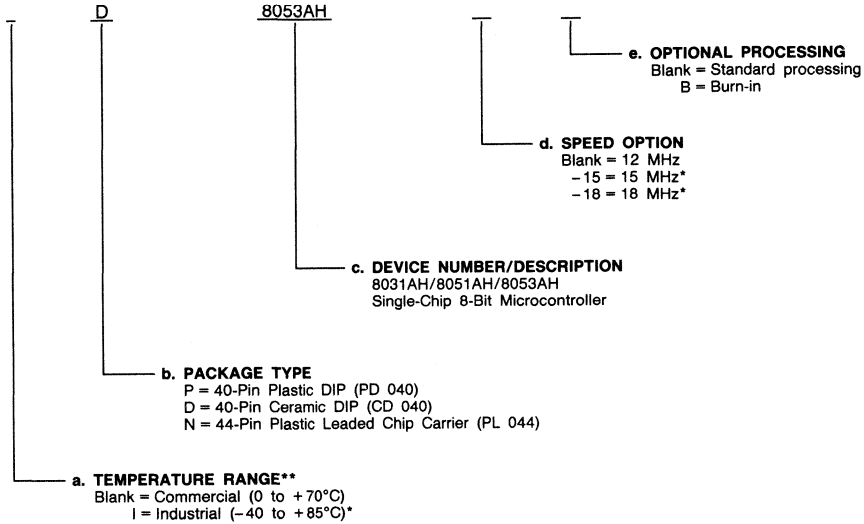 D 8053AH
e. OPTIONAL PROCESSING
Blank = Standard processing
B = Burn-in
d. SPEED OPTION
Blank = 12 MHz
–15 = 15 MHz*
–18 = 18 MHz*
c. DEVICE NUMBER/DESCRIPTION
8031AH/8051AH/8053AH
Single-Chip 8-Bit Microcontroller
b. PACKAGE TYPE
P = 40-Pin Plastic DIP (PD 040)
D = 40-Pin Ceramic DIP (CD 040)
N = 44-Pin Plastic Leaded Chip Carrier (PL 044)
a. TEMPERATURE RANGE**
Blank = Commercial (0 to +70°C)
I = Industrial (–40 to +85°C)*